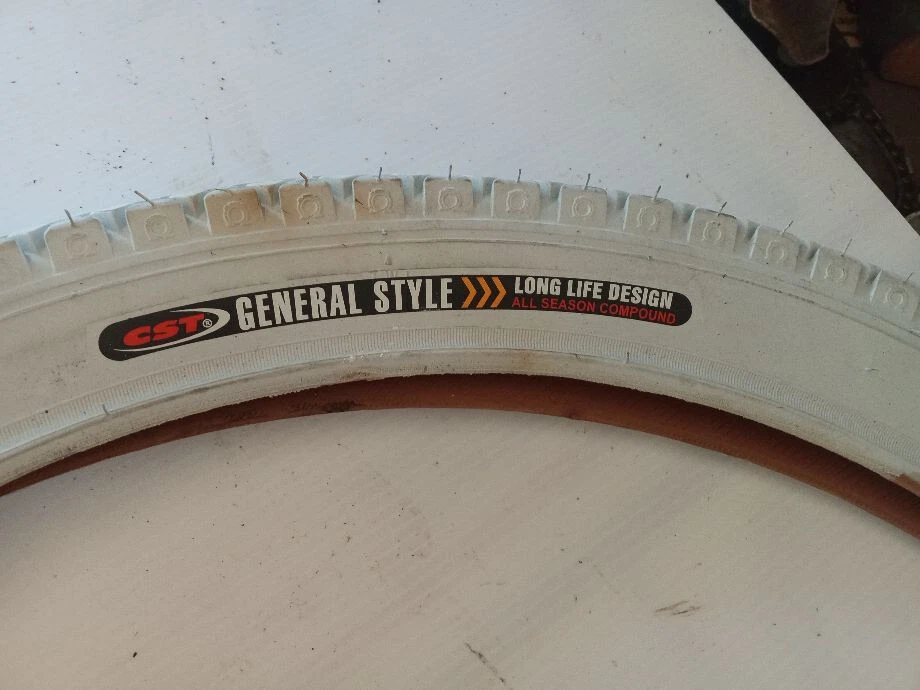 CST® GENERAL STYLE >>> LONG LIFE DESIGN
ALL SEASON COMPOUND